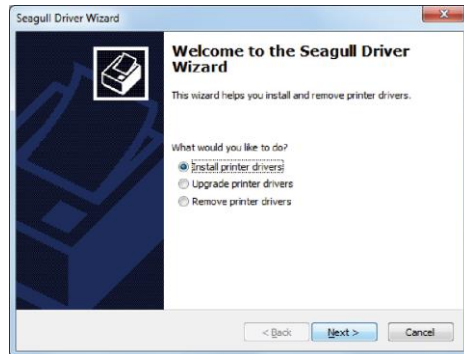 Seagull Driver Wizard
Welcome to the Seagull Driver
Wizard
This wizard helps you install and remove printer drivers.
What would you like to do?
Install printer drivers
Upgrade printer drivers
Remove printer drivers
< Back
Next >
Cancel